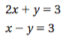 2x + y = 3
x − y = 3